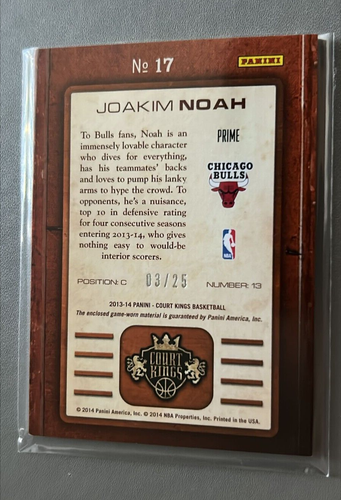 № 17
PANINI
JOAKIM NOAH
To Bulls fans, Noah is an
immensely lovable character
who dives for everything,
has his teammates' backs
and loves to pump his lanky
arms to hype the crowd. To
opponents, he's a nuisance,
top 10 in defensive rating
for four consecutive seasons
entering 2013-14, who gives
nothing easy to would-be
interior scorers.
PRIME
CHICAGO
BULLS
NBA
POSITION: C
03/25
NUMBER: 13
2013-14 PANINI - COURT KINGS BASKETBALL
The enclosed game-worn material is guaranteed by Panini America, Inc.
COURT
KINGS
© 2014 Panini America, Inc. © 2014 NBA Properties, Inc. Printed in the USA.